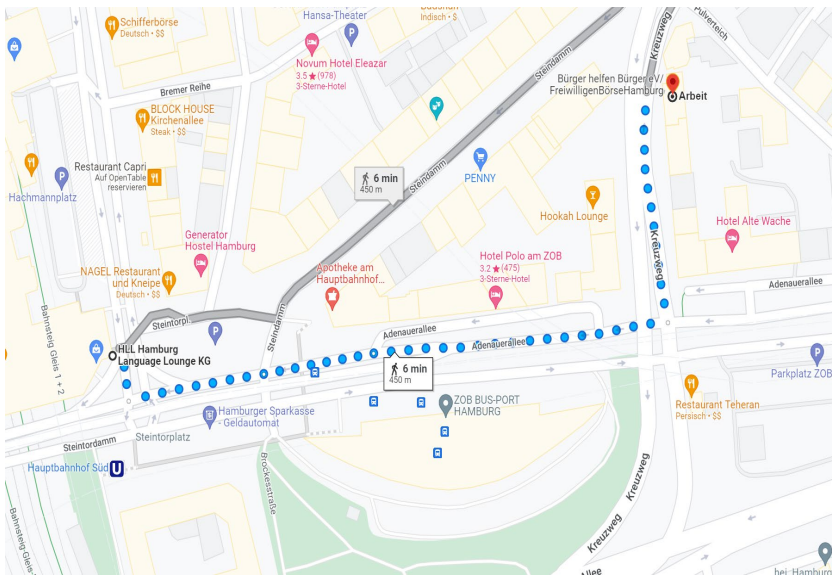 Schifferbörse
Deutsch • $$
Hansa-Theater
Indisch • $
Pulverteich
Kreuzweg
Novum Hotel Eleazar
3.5 ★ (978)
3-Sterne-Hotel
Steindamm
Bürger helfen Bürger eV/
FreiwilligenBörseHamburg
Arbeit
Bremer Reihe
BLOCK HOUSE
Kirchenallee
Steak • $$
Restaurant Capri
Auf OpenTable
reservieren
Hachmannplatz
6 min
450 m
Steindamm
PENNY
Hookah Lounge
Hotel Alte Wache
Kreuzweg
Generator
Hostel Hamburg
Hotel Polo am ZOB
3.2 ★ (475)
3-Sterne-Hotel
NAGEL Restaurant
und Kneipe
Deutsch • $$
Apotheke am
Hauptbahnhof...
Adenauerallee
Steintorpl.
Steindamm
Adenauerallee
Adenauerallee
HLL Hamburg
Language Lounge KG
Bahnsteig Gleis 1 + 2
6 min
450 m
Parkplatz ZOB
Hamburger Sparkasse
- Geldautomat
ZOB BUS-PORT
HAMBURG
Restaurant Teheran
Persisch • $$
Steintordamm
Steintorplatz
Hauptbahnhof Süd
U
Brockesstraße
Kreuzweg
Kreuzweg
Bahnsteig Gleis
allee
bei: Hamburg